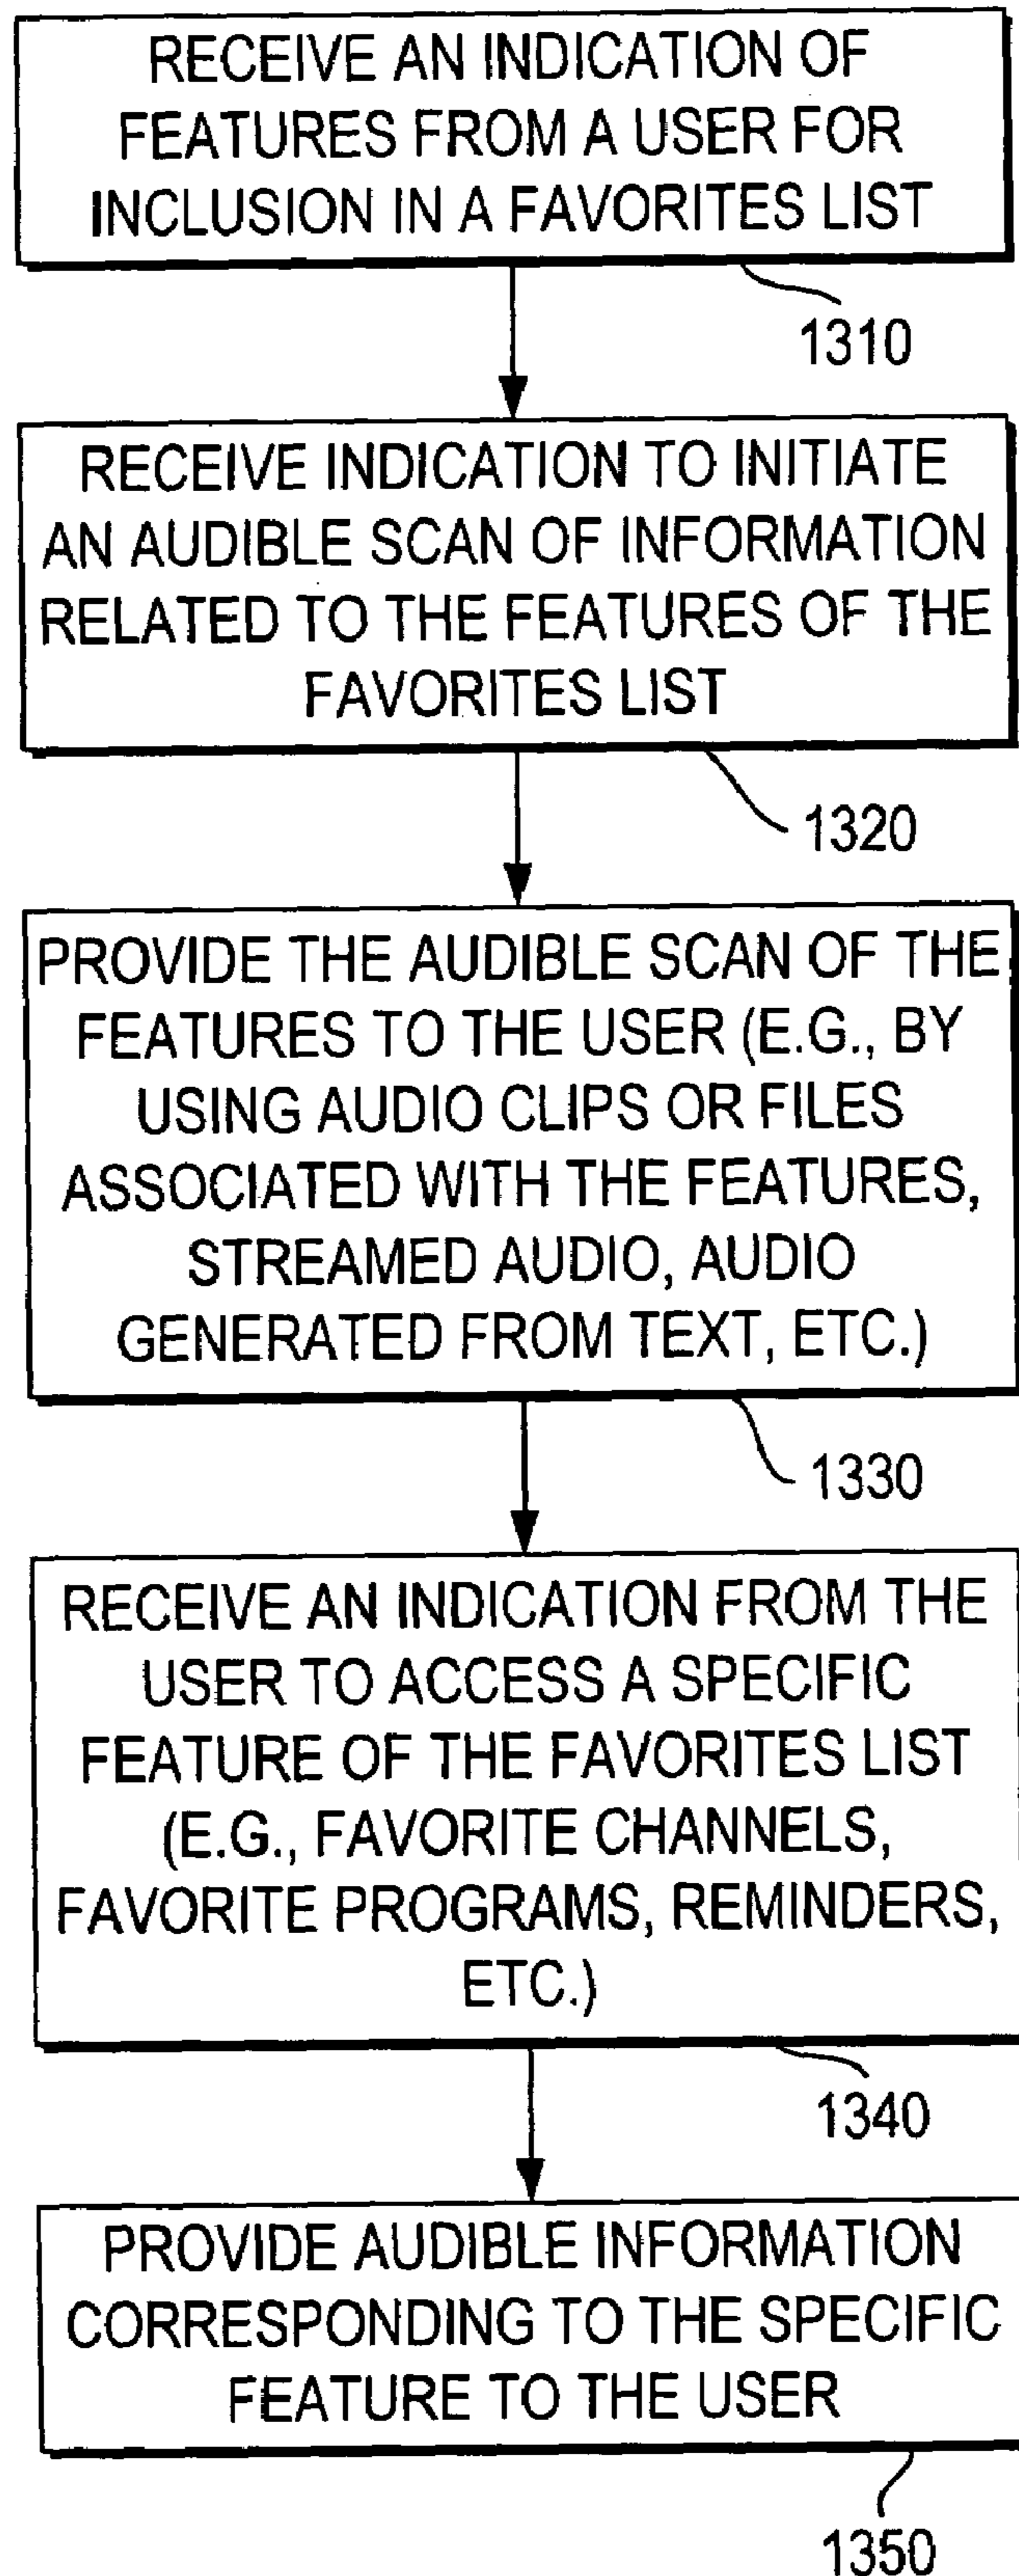 RECEIVE AN INDICATION OF
FEATURES FROM A USER FOR
INCLUSION IN A FAVORITES LIST
1310
RECEIVE INDICATION TO INITIATE
AN AUDIBLE SCAN OF INFORMATION
RELATED TO THE FEATURES OF THE
FAVORITES LIST
1320
PROVIDE THE AUDIBLE SCAN OF THE
FEATURES TO THE USER (E.G., BY
USING AUDIO CLIPS OR FILES
ASSOCIATED WITH THE FEATURES,
STREAMED AUDIO, AUDIO
GENERATED FROM TEXT, ETC.)
1330
RECEIVE AN INDICATION FROM THE
USER TO ACCESS A SPECIFIC
FEATURE OF THE FAVORITES LIST
(E.G., FAVORITE CHANNELS,
FAVORITE PROGRAMS, REMINDERS,
ETC.)
1340
PROVIDE AUDIBLE INFORMATION
CORRESPONDING TO THE SPECIFIC
FEATURE TO THE USER
1350